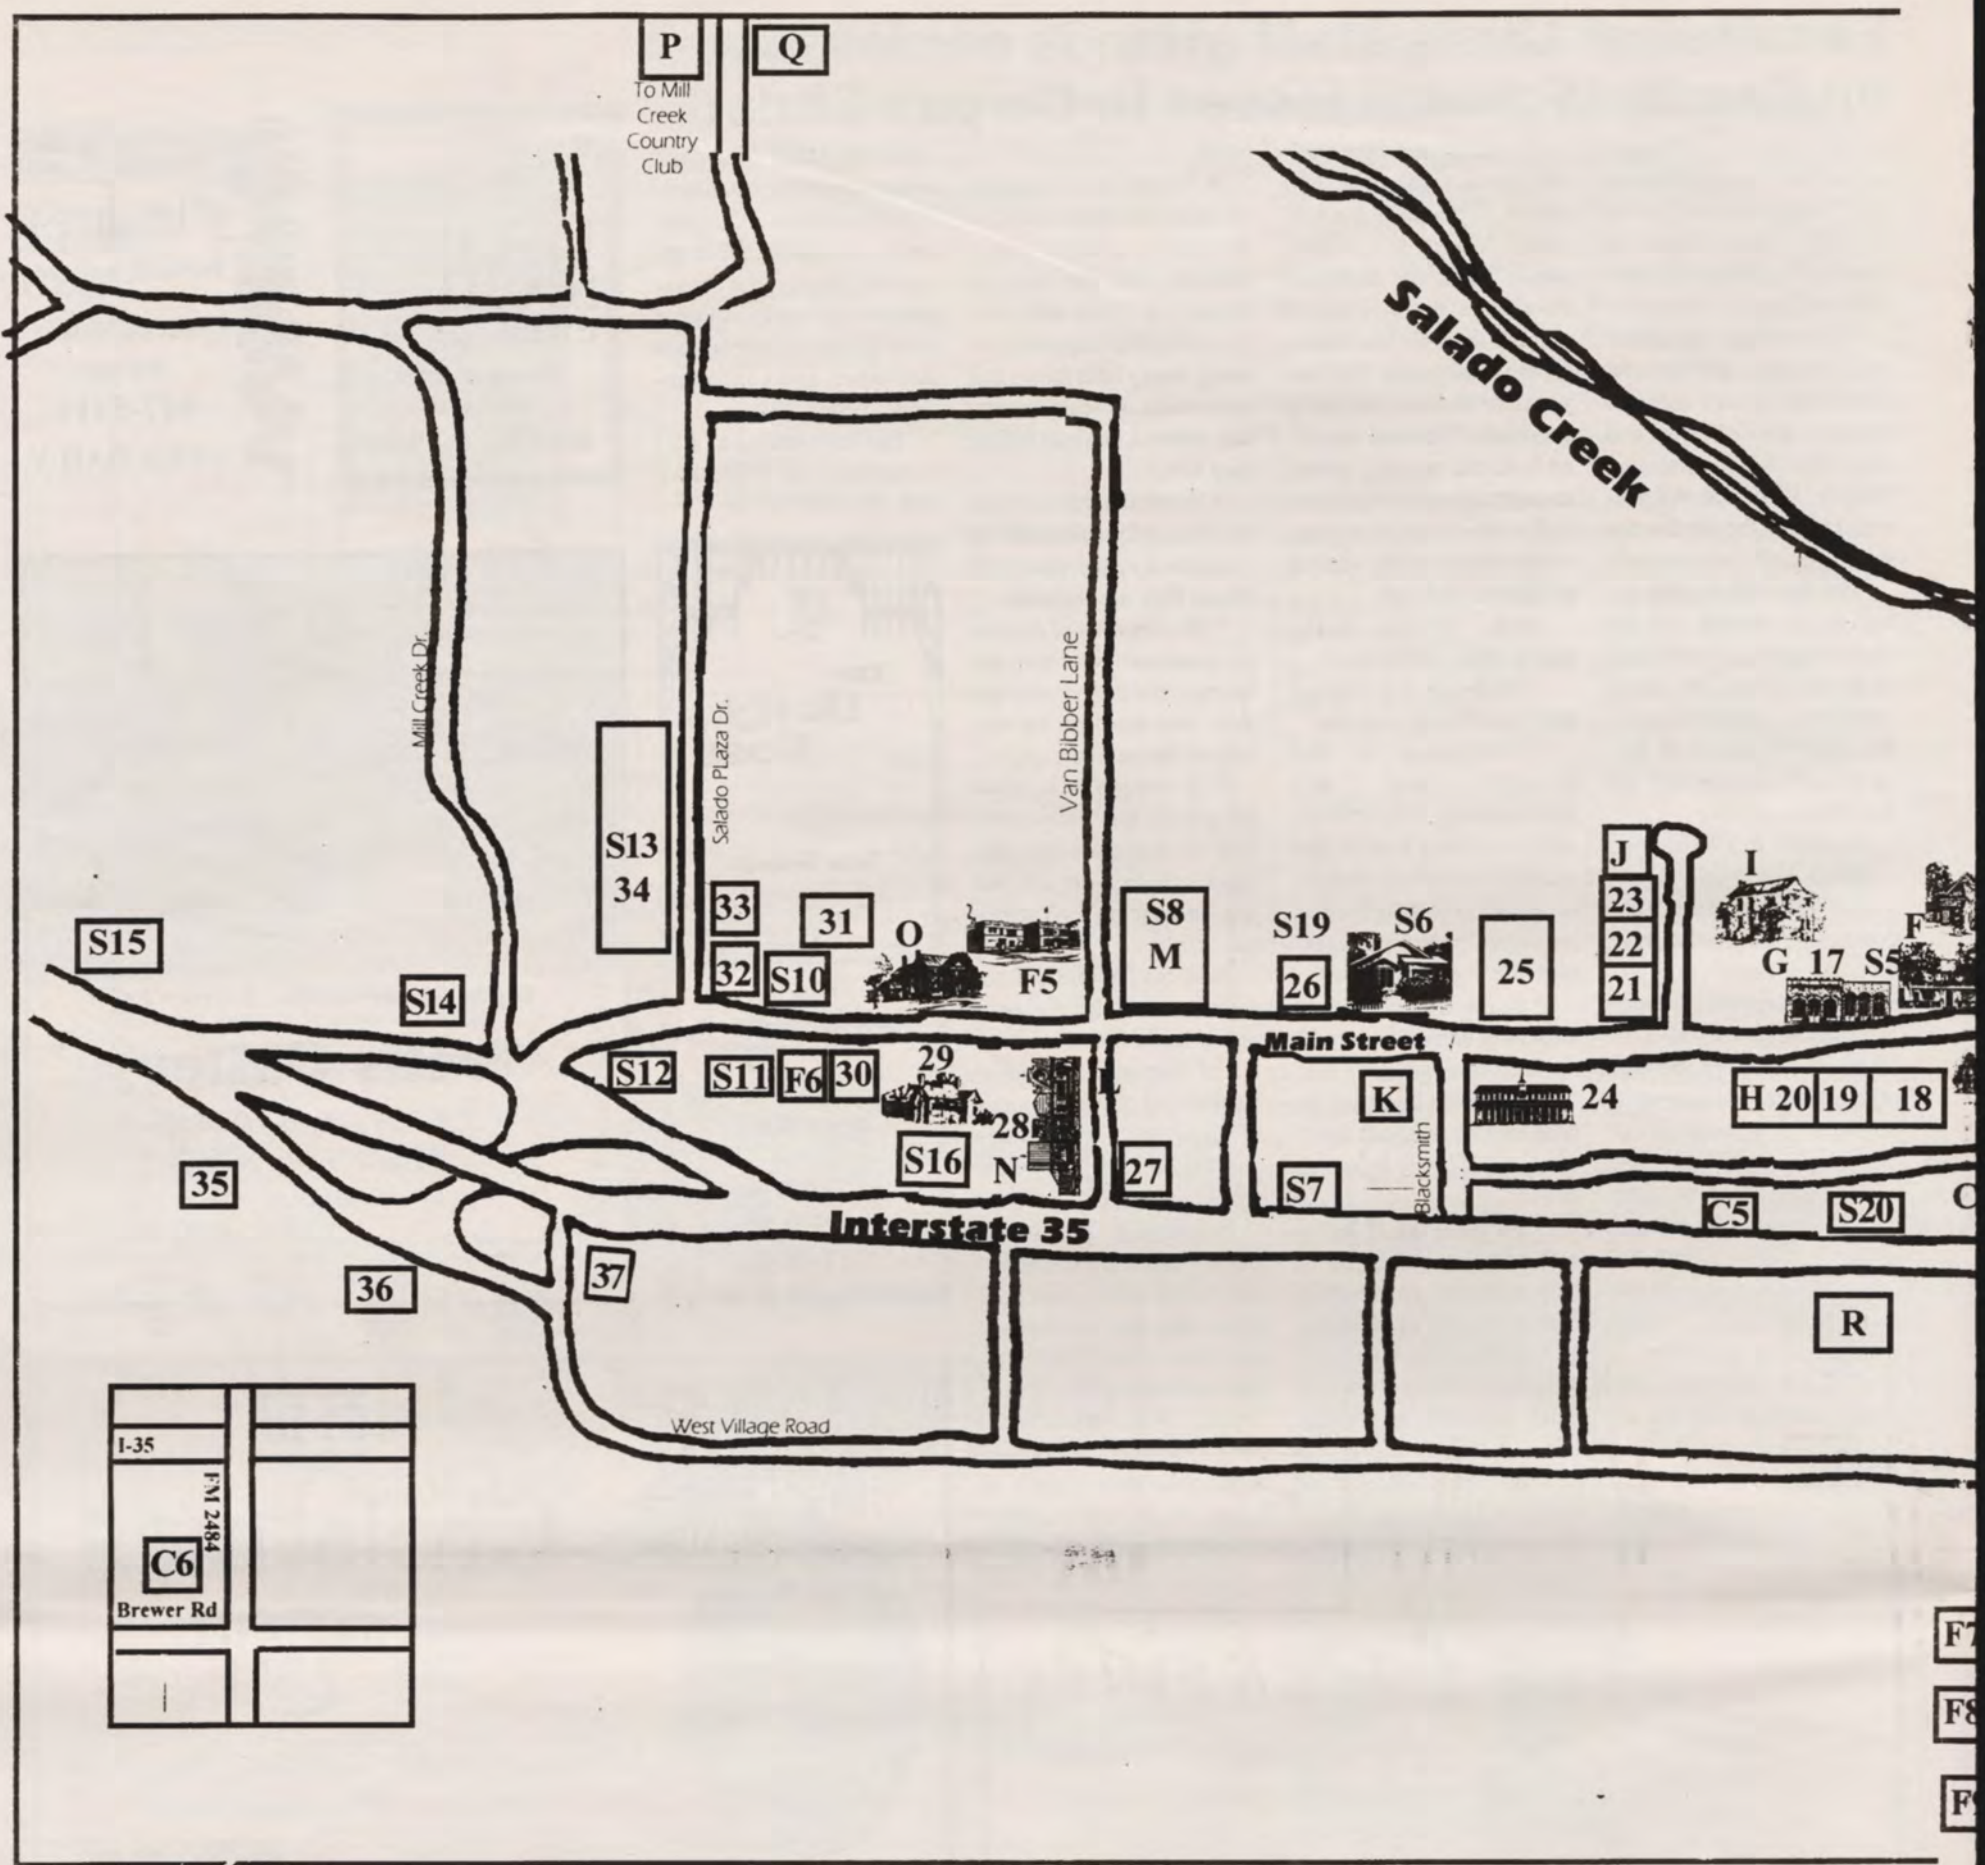 P
Q
To Mill
Creek
Country
Club
Salado Creek
Mill Creek Dr.
Salado PLaza Dr.
Van Bibber Lane
S13
34
33
32
31
S10
O
F5
S8
M
S19
26
S6
25
J
23
22
21
I
G 17 S5
F
S15
S14
Main Street
S12
S11
F6
30
29
28
N
S16
L
27
K
S7
Blacksmith
24
H 20 19 18
C5
S20
35
36
37
Interstate 35
R
West Village Road
I-35
FM 2484
C6
Brewer Rd
F7
F8